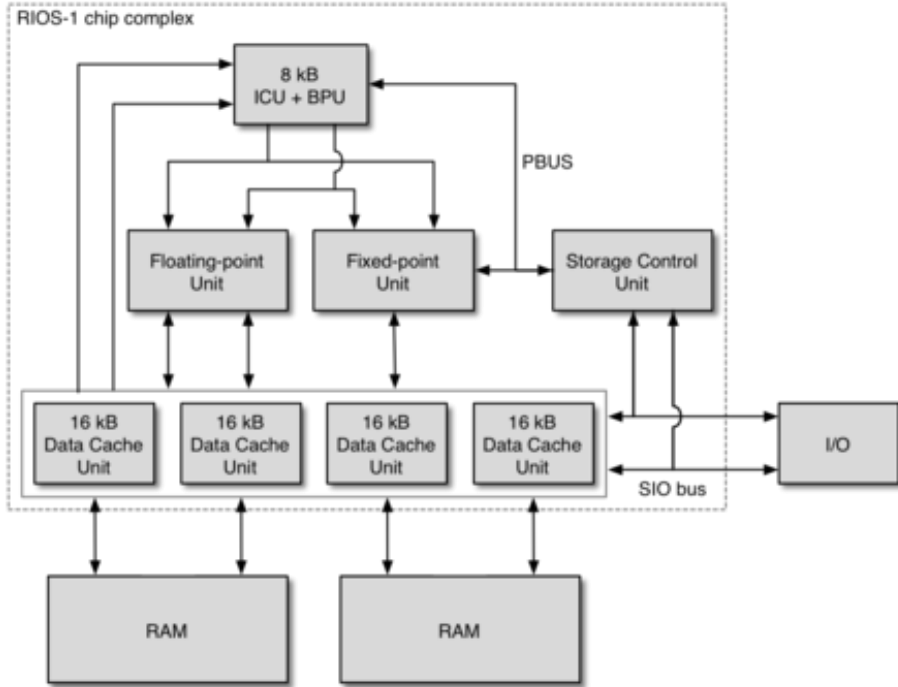 RIOS-1 chip complex
8 kB
ICU + BPU
PBUS
Floating-point
Unit
Fixed-point
Unit
Storage Control
Unit
16 kB
Data Cache
Unit
16 kB
Data Cache
Unit
16 kB
Data Cache
Unit
16 kB
Data Cache
Unit
I/O
SIO bus
RAM
RAM